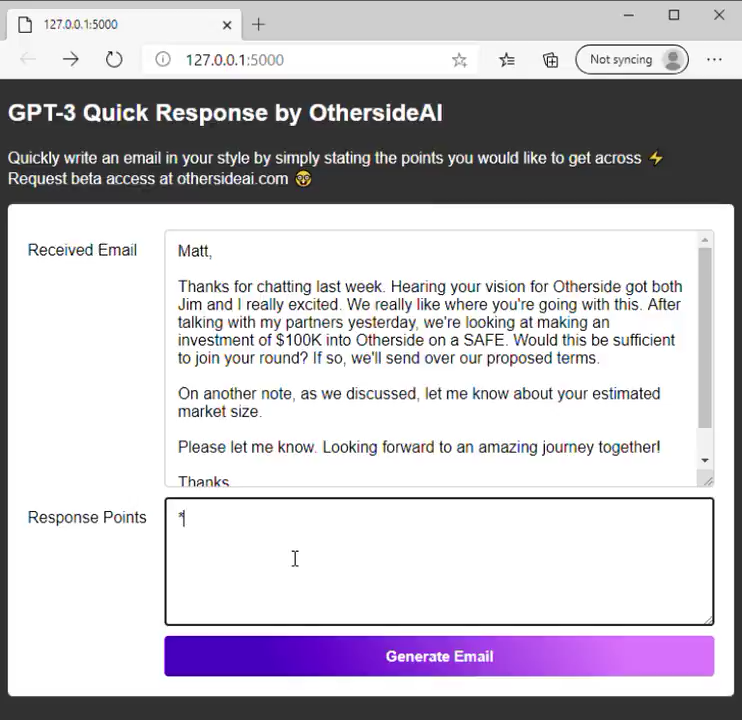 127.0.0.1:5000
127.0.0.1:5000
Not syncing
GPT-3 Quick Response by OthersideAI
Quickly write an email in your style by simply stating the points you would like to get across ⚡
Request beta access at othersideai.com 🤓
Received Email
Matt,
Thanks for chatting last week. Hearing your vision for Otherside got both
Jim and I really excited. We really like where you're going with this. After
talking with my partners yesterday, we're looking at making an
investment of $100K into Otherside on a SAFE. Would this be sufficient
to join your round? If so, we'll send over our proposed terms.
On another note, as we discussed, let me know about your estimated
market size.
Please let me know. Looking forward to an amazing journey together!
Thanks
Response Points
*
Generate Email